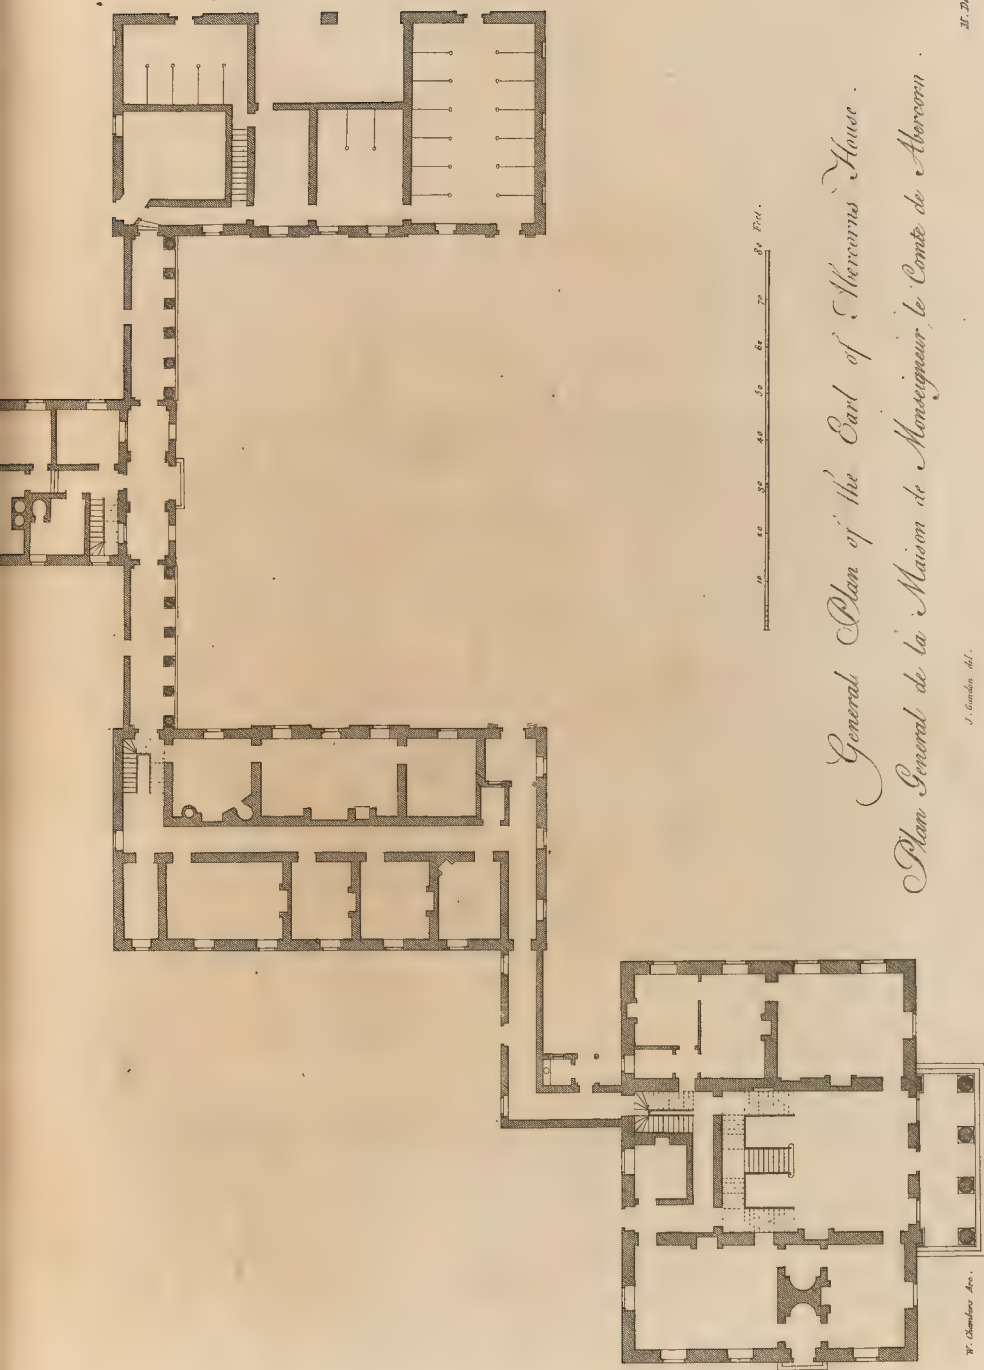 General Plan of the Earl of Abercorns House.
Plan General de la Maison de Monseigneur, le Comte de Abercorn.
10 20 30 40 50 60 70 80 Feet.
W. Chambers Arc.
J. Gandon del.